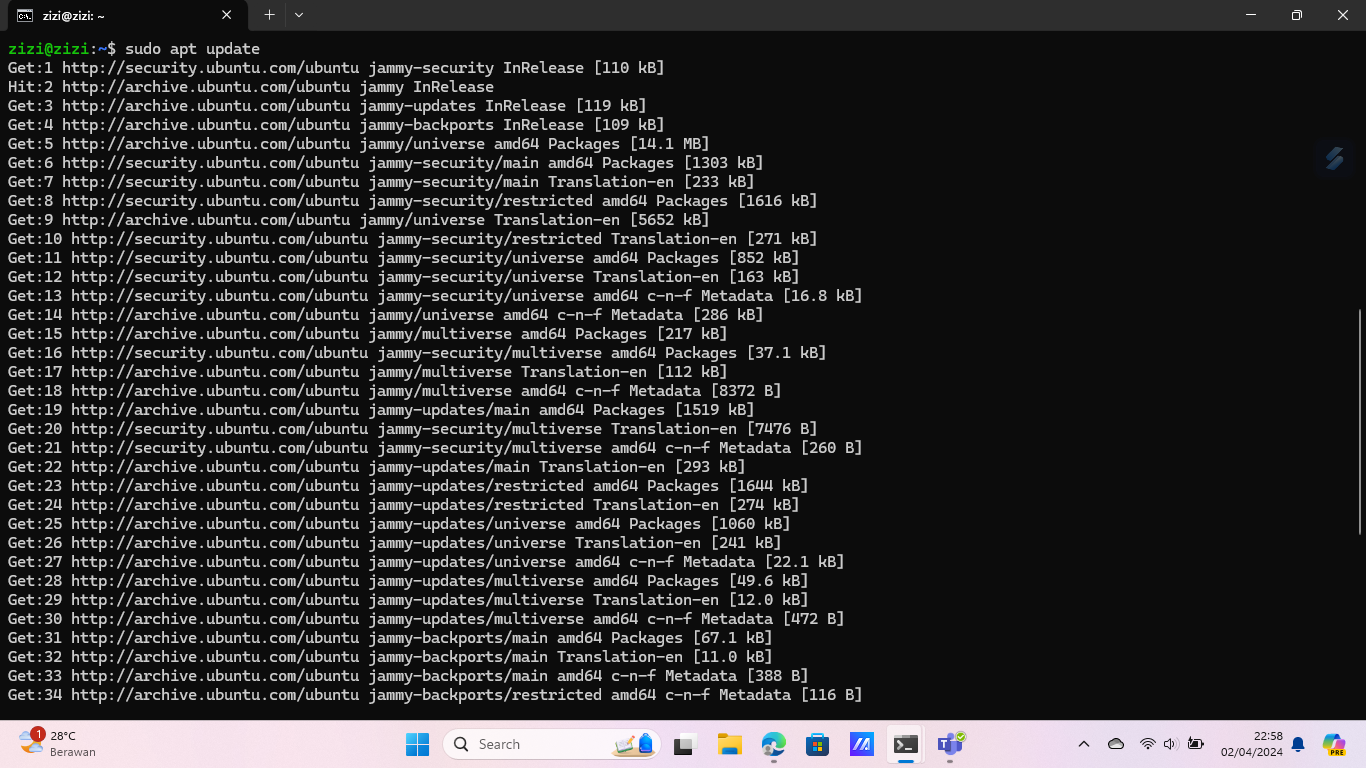 zizi@zizi: ~
zizi@zizi:~$ sudo apt update
Get:1 http://security.ubuntu.com/ubuntu jammy-security InRelease [110 kB]
Hit:2 http://archive.ubuntu.com/ubuntu jammy InRelease
Get:3 http://archive.ubuntu.com/ubuntu jammy-updates InRelease [119 kB]
Get:4 http://archive.ubuntu.com/ubuntu jammy-backports InRelease [109 kB]
Get:5 http://archive.ubuntu.com/ubuntu jammy/universe amd64 Packages [14.1 MB]
Get:6 http://security.ubuntu.com/ubuntu jammy-security/main amd64 Packages [1303 kB]
Get:7 http://security.ubuntu.com/ubuntu jammy-security/main Translation-en [233 kB]
Get:8 http://security.ubuntu.com/ubuntu jammy-security/restricted amd64 Packages [1616 kB]
Get:9 http://archive.ubuntu.com/ubuntu jammy/universe Translation-en [5652 kB]
Get:10 http://security.ubuntu.com/ubuntu jammy-security/restricted Translation-en [271 kB]
Get:11 http://security.ubuntu.com/ubuntu jammy-security/universe amd64 Packages [852 kB]
Get:12 http://security.ubuntu.com/ubuntu jammy-security/universe Translation-en [163 kB]
Get:13 http://security.ubuntu.com/ubuntu jammy-security/universe amd64 c-n-f Metadata [16.8 kB]
Get:14 http://archive.ubuntu.com/ubuntu jammy/universe amd64 c-n-f Metadata [286 kB]
Get:15 http://archive.ubuntu.com/ubuntu jammy/multiverse amd64 Packages [217 kB]
Get:16 http://security.ubuntu.com/ubuntu jammy-security/multiverse amd64 Packages [37.1 kB]
Get:17 http://archive.ubuntu.com/ubuntu jammy/multiverse Translation-en [112 kB]
Get:18 http://archive.ubuntu.com/ubuntu jammy/multiverse amd64 c-n-f Metadata [8372 B]
Get:19 http://archive.ubuntu.com/ubuntu jammy-updates/main amd64 Packages [1519 kB]
Get:20 http://security.ubuntu.com/ubuntu jammy-security/multiverse Translation-en [7476 B]
Get:21 http://security.ubuntu.com/ubuntu jammy-security/multiverse amd64 c-n-f Metadata [260 B]
Get:22 http://archive.ubuntu.com/ubuntu jammy-updates/main Translation-en [293 kB]
Get:23 http://archive.ubuntu.com/ubuntu jammy-updates/restricted amd64 Packages [1644 kB]
Get:24 http://archive.ubuntu.com/ubuntu jammy-updates/restricted Translation-en [274 kB]
Get:25 http://archive.ubuntu.com/ubuntu jammy-updates/universe amd64 Packages [1060 kB]
Get:26 http://archive.ubuntu.com/ubuntu jammy-updates/universe Translation-en [241 kB]
Get:27 http://archive.ubuntu.com/ubuntu jammy-updates/universe amd64 c-n-f Metadata [22.1 kB]
Get:28 http://archive.ubuntu.com/ubuntu jammy-updates/multiverse amd64 Packages [49.6 kB]
Get:29 http://archive.ubuntu.com/ubuntu jammy-updates/multiverse Translation-en [12.0 kB]
Get:30 http://archive.ubuntu.com/ubuntu jammy-updates/multiverse amd64 c-n-f Metadata [472 B]
Get:31 http://archive.ubuntu.com/ubuntu jammy-backports/main amd64 Packages [67.1 kB]
Get:32 http://archive.ubuntu.com/ubuntu jammy-backports/main Translation-en [11.0 kB]
Get:33 http://archive.ubuntu.com/ubuntu jammy-backports/main amd64 c-n-f Metadata [388 B]
Get:34 http://archive.ubuntu.com/ubuntu jammy-backports/restricted amd64 c-n-f Metadata [116 B]
1
28°C
Berawan
Search
22:58
02/04/2024
PRE